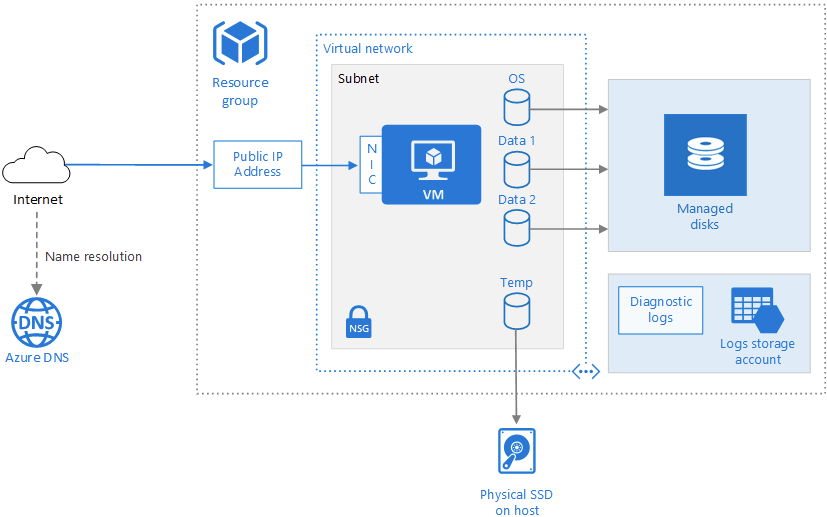 Resource
group
Virtual network
Subnet
OS
Public IP
Address
N
I
C
VM
Data 1
Data 2
Managed
disks
Internet
Name resolution
DNS
Azure DNS
NSG
Temp
Diagnostic
logs
Logs storage
account
Physical SSD
on host